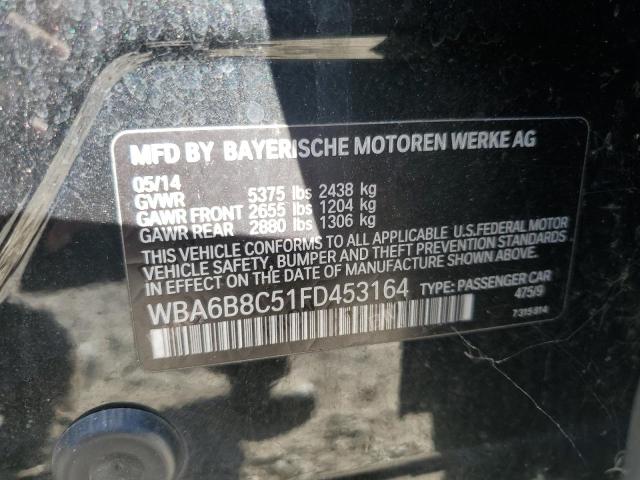 MFD BY BAYERISCHE MOTOREN WERKE AG
05/14
GVWR 5375 lbs 2438 kg
GAWR FRONT 2655 lbs 1204 kg
GAWR REAR 2880 lbs 1306 kg
THIS VEHICLE CONFORMS TO ALL APPLICABLE U.S.FEDERAL MOTOR
VEHICLE SAFETY, BUMPER AND THEFT PREVENTION STANDARDS
IN EFFECT ON THE DATE OF MANUFACTURE SHOWN ABOVE.
WBA6B8C51FD453164 TYPE: PASSENGER CAR
475/9
7315814